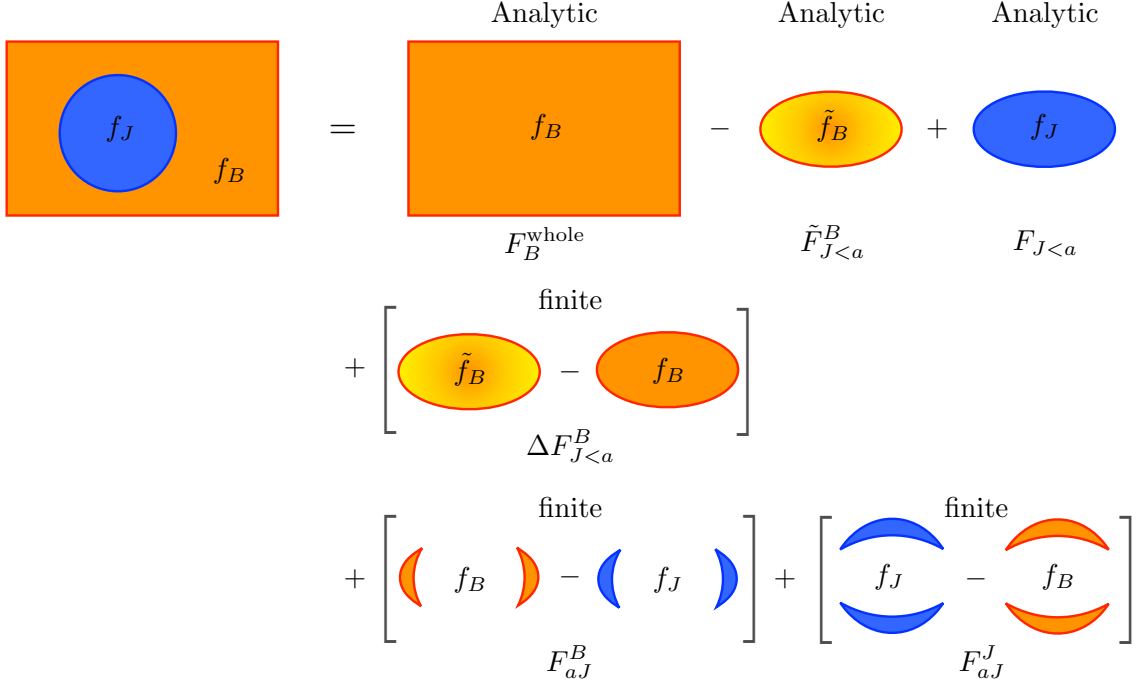 Analytic Analytic Analytic
f_J f_B = f_B − f̃_B + f_J
F_B^whole F̃_{J<a}^B F_{J<a}
finite
+ [ f̃_B − f_B ]
ΔF_{J<a}^B
finite finite
+ [ f_B − f_J ] + [ f_J − f_B ]
F_{aJ}^B F_{aJ}^J